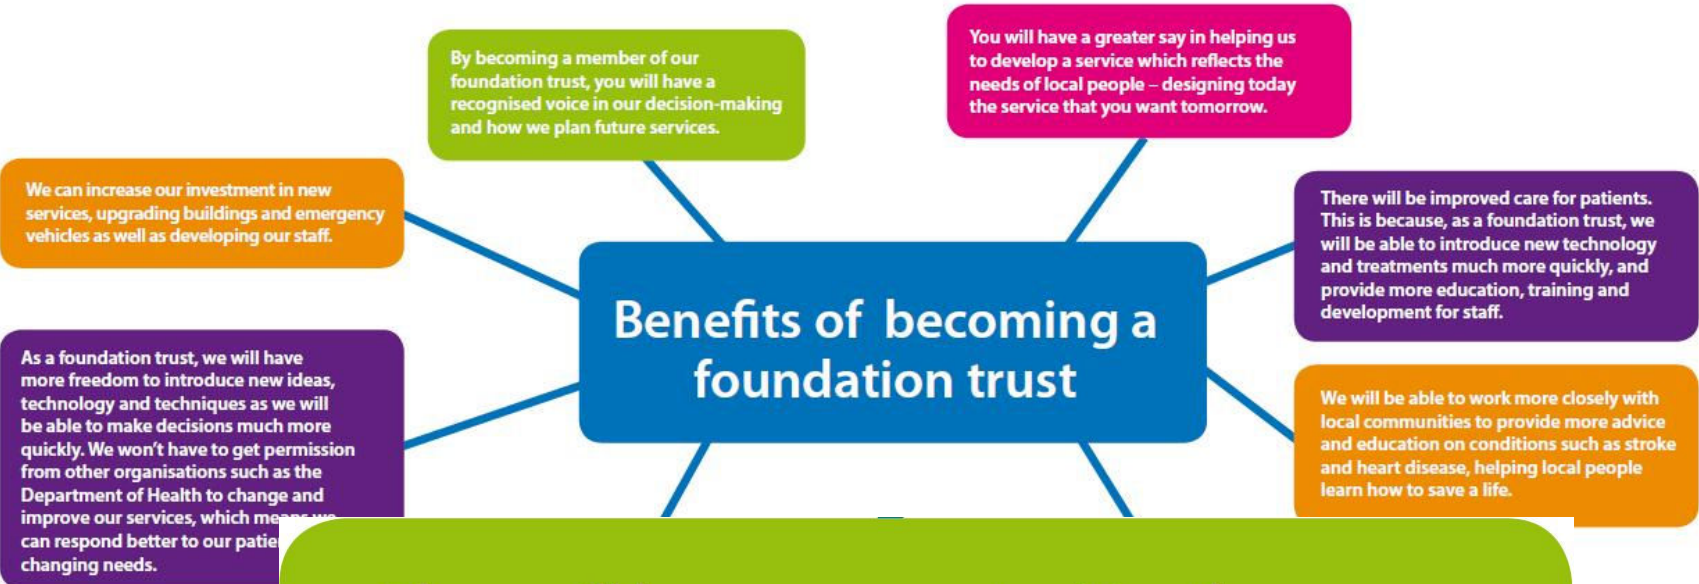 By becoming a member of our
foundation trust, you will have a
recognised voice in our decision-making
and how we plan future services.
You will have a greater say in helping us
to develop a service which reflects the
needs of local people – designing today
the service that you want tomorrow.
We can increase our investment in new
services, upgrading buildings and emergency
vehicles as well as developing our staff.
There will be improved care for patients.
This is because, as a foundation trust, we
will be able to introduce new technology
and treatments much more quickly, and
provide more education, training and
development for staff.
Benefits of becoming a
foundation trust
As a foundation trust, we will have
more freedom to introduce new ideas,
technology and techniques as we will
be able to make decisions much more
quickly. We won't have to get permission
from other organisations such as the
Department of Health to change and
improve our services, which means we
can respond better to our
changing needs.
We will be able to work more closely with
local communities to provide more advice
and education on conditions such as stroke
and heart disease, helping local people
learn how to save a life.